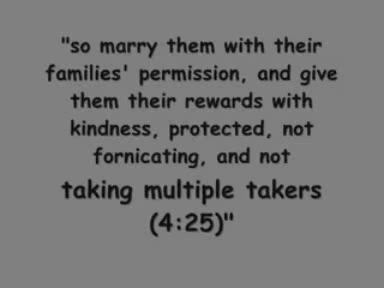 "so marry them with their
families' permission, and give
them their rewards with
kindness, protected, not
fornicating, and not
taking multiple takers
(4:25)"